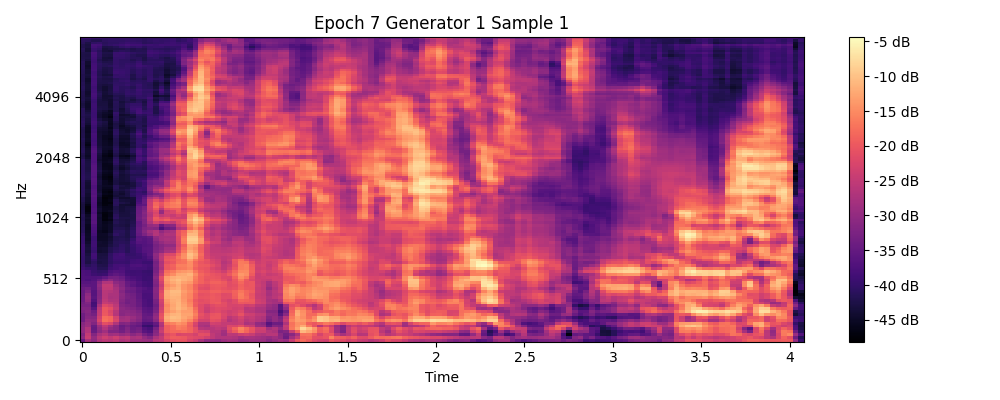 Epoch 7 Generator 1 Sample 1
Hz
4096
2048
1024
512
0
0
0.5
1
1.5
2
2.5
3
3.5
4
Time
-5 dB
-10 dB
-15 dB
-20 dB
-25 dB
-30 dB
-35 dB
-40 dB
-45 dB